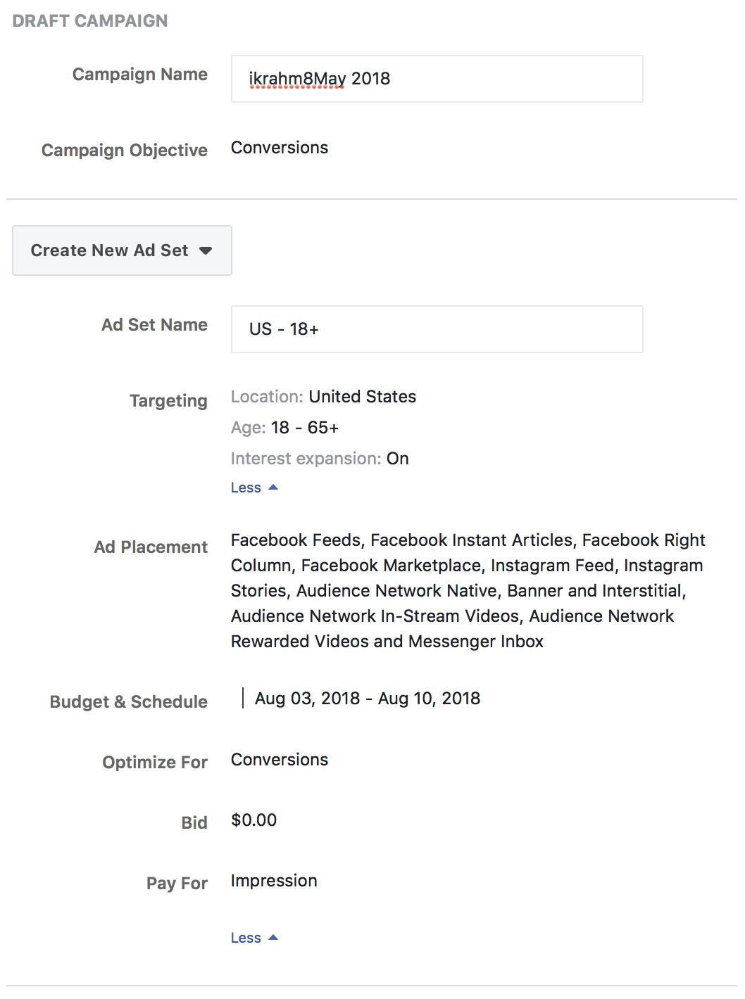 DRAFT CAMPAIGN
Campaign Name
ikrahm8May 2018
Campaign Objective
Conversions
Create New Ad Set
Ad Set Name
US - 18+
Targeting
Location: United States
Age: 18 - 65+
Interest expansion: On
Less
Ad Placement
Facebook Feeds, Facebook Instant Articles, Facebook Right
Column, Facebook Marketplace, Instagram Feed, Instagram
Stories, Audience Network Native, Banner and Interstitial,
Audience Network In-Stream Videos, Audience Network
Rewarded Videos and Messenger Inbox
Budget & Schedule
| Aug 03, 2018 - Aug 10, 2018
Optimize For
Conversions
Bid
$0.00
Pay For
Impression
Less